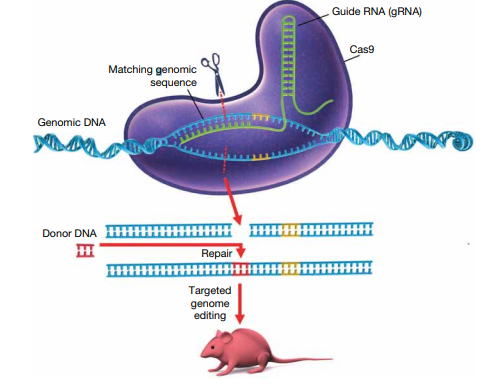 Guide RNA (gRNA)
Cas9
Matching genomic
sequence
Genomic DNA
Donor DNA
Repair
Targeted
genome
editing